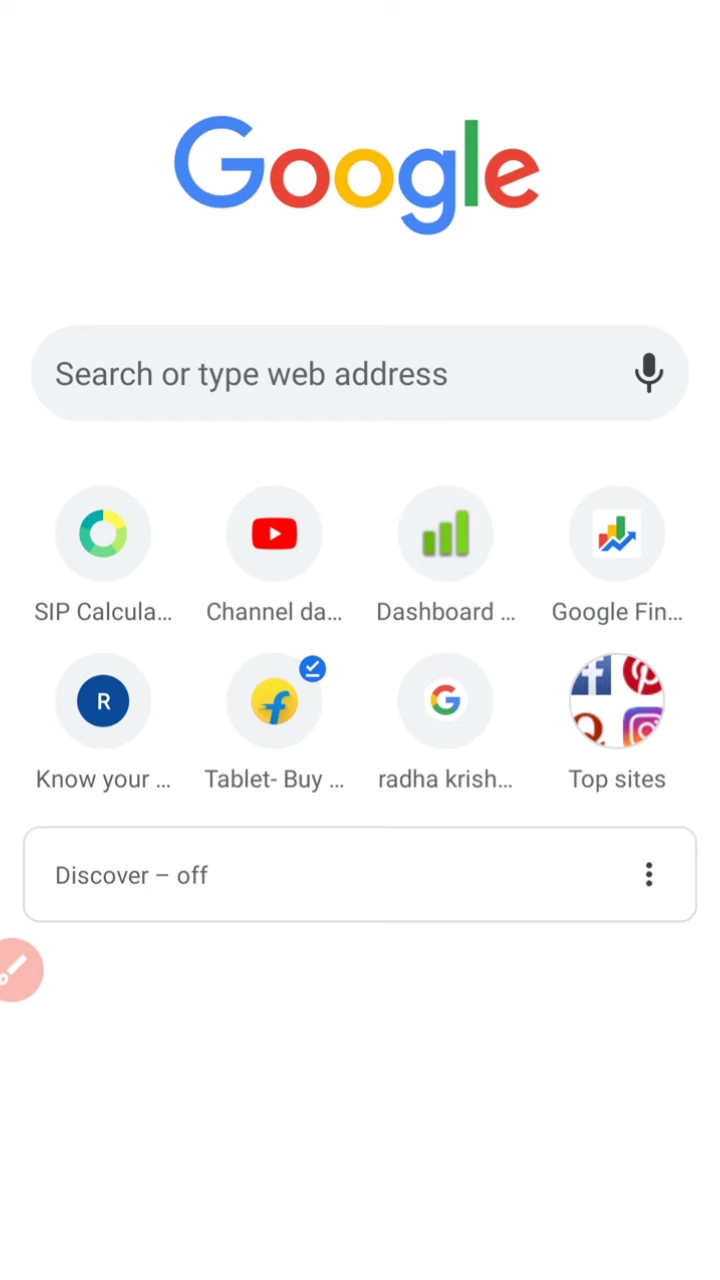 Google
Search or type web address
SIP Calcula...
Channel da...
Dashboard ...
Google Fin...
R
Know your ...
Tablet- Buy ...
radha krish...
Top sites
Discover – off